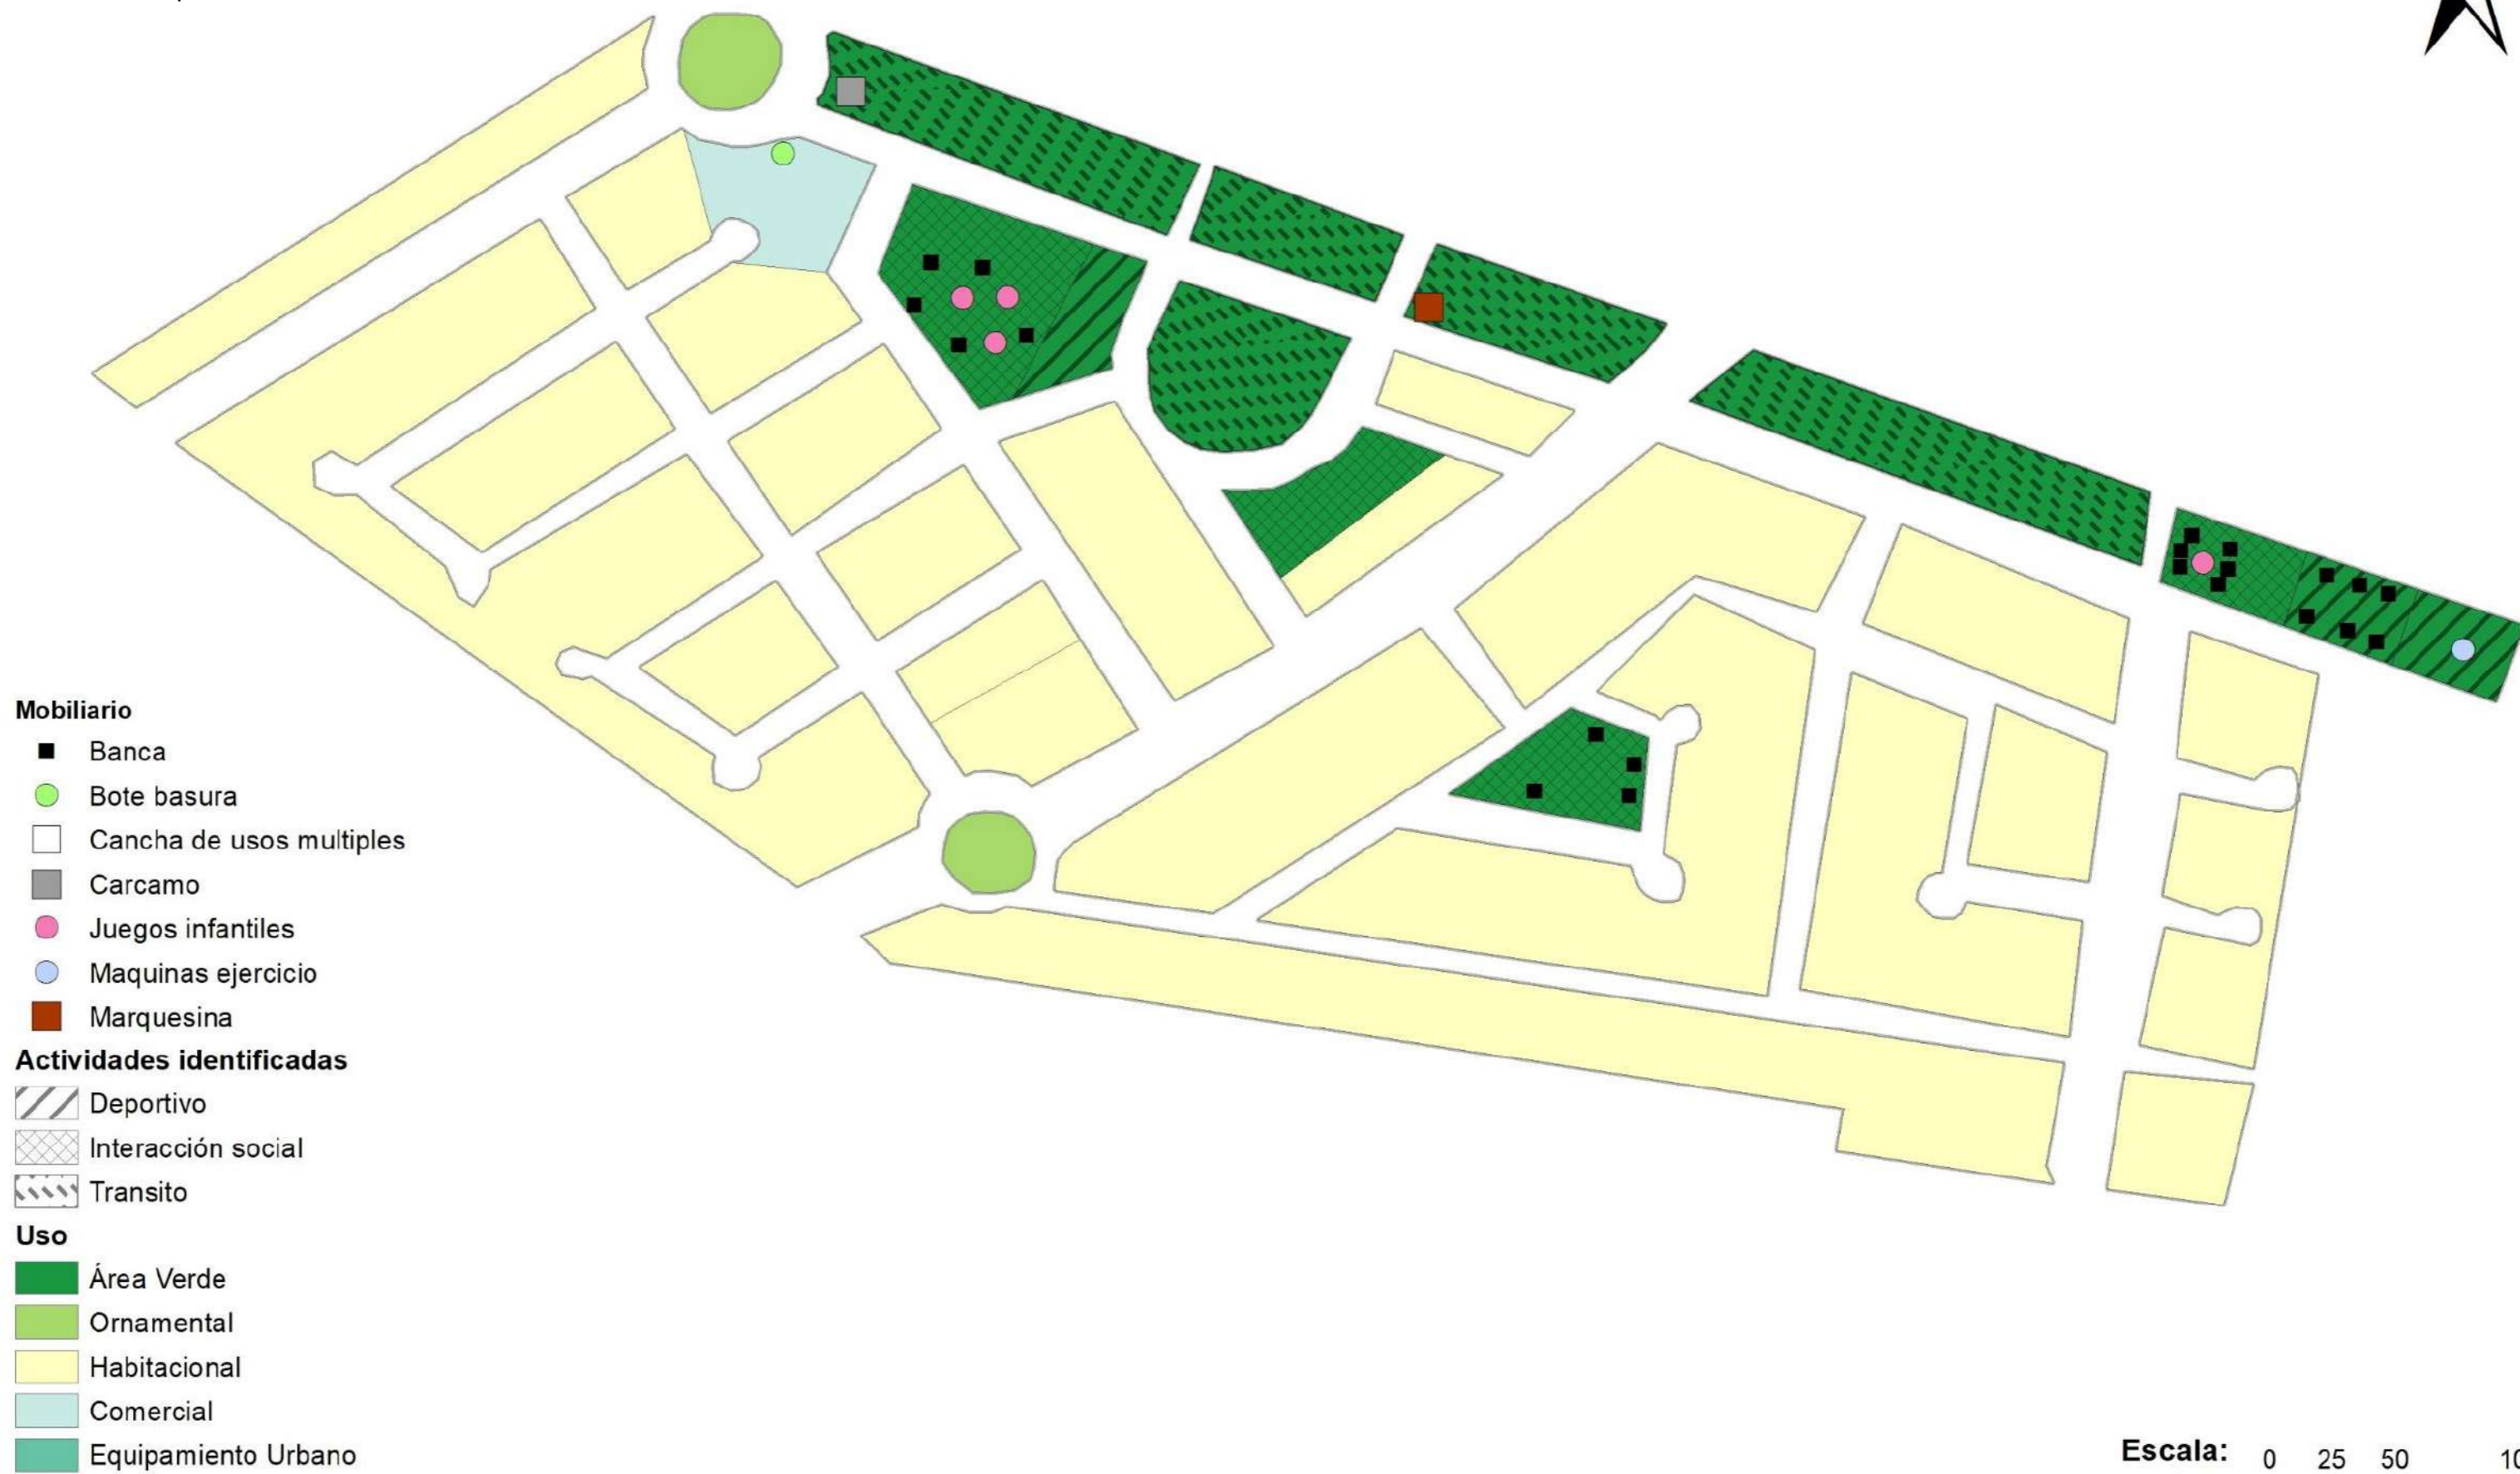 Mobiliario
Banca
Bote basura
Cancha de usos multiples
Carcamo
Juegos infantiles
Maquinas ejercicio
Marquesina
Actividades identificadas
Deportivo
Interacción social
Transito
Uso
Área Verde
Ornamental
Habitacional
Comercial
Equipamiento Urbano
Escala: 0 25 50